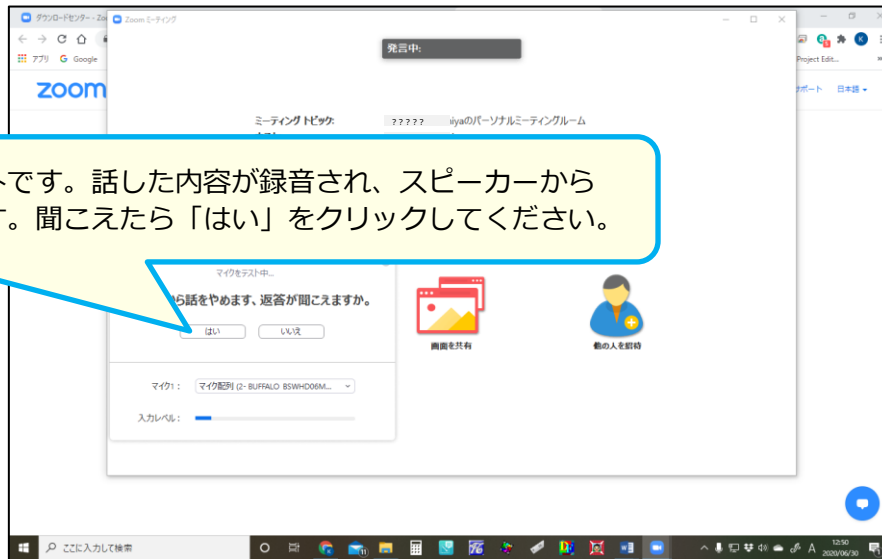 ダウンロードセンター - Zo
Zoom ミーティング
アプリ
Google
Project Edit...
発言中:
zoom
サポート
日本語
ミーティング トピック:
?????
iyaのパーソナルミーティングルーム
トです。話した内容が録音され、スピーカーから
す。聞こえたら「はい」をクリックしてください。
マイクをテスト中...
ら話をやめます、返答が聞こえますか。
はい
いいえ
画面を共有
他の人を招待
マイク1：
マイク配列 (2- BUFFALO BSWHD06M...
入力レベル：
ここに入力して検索
A
12:50
2020/06/30